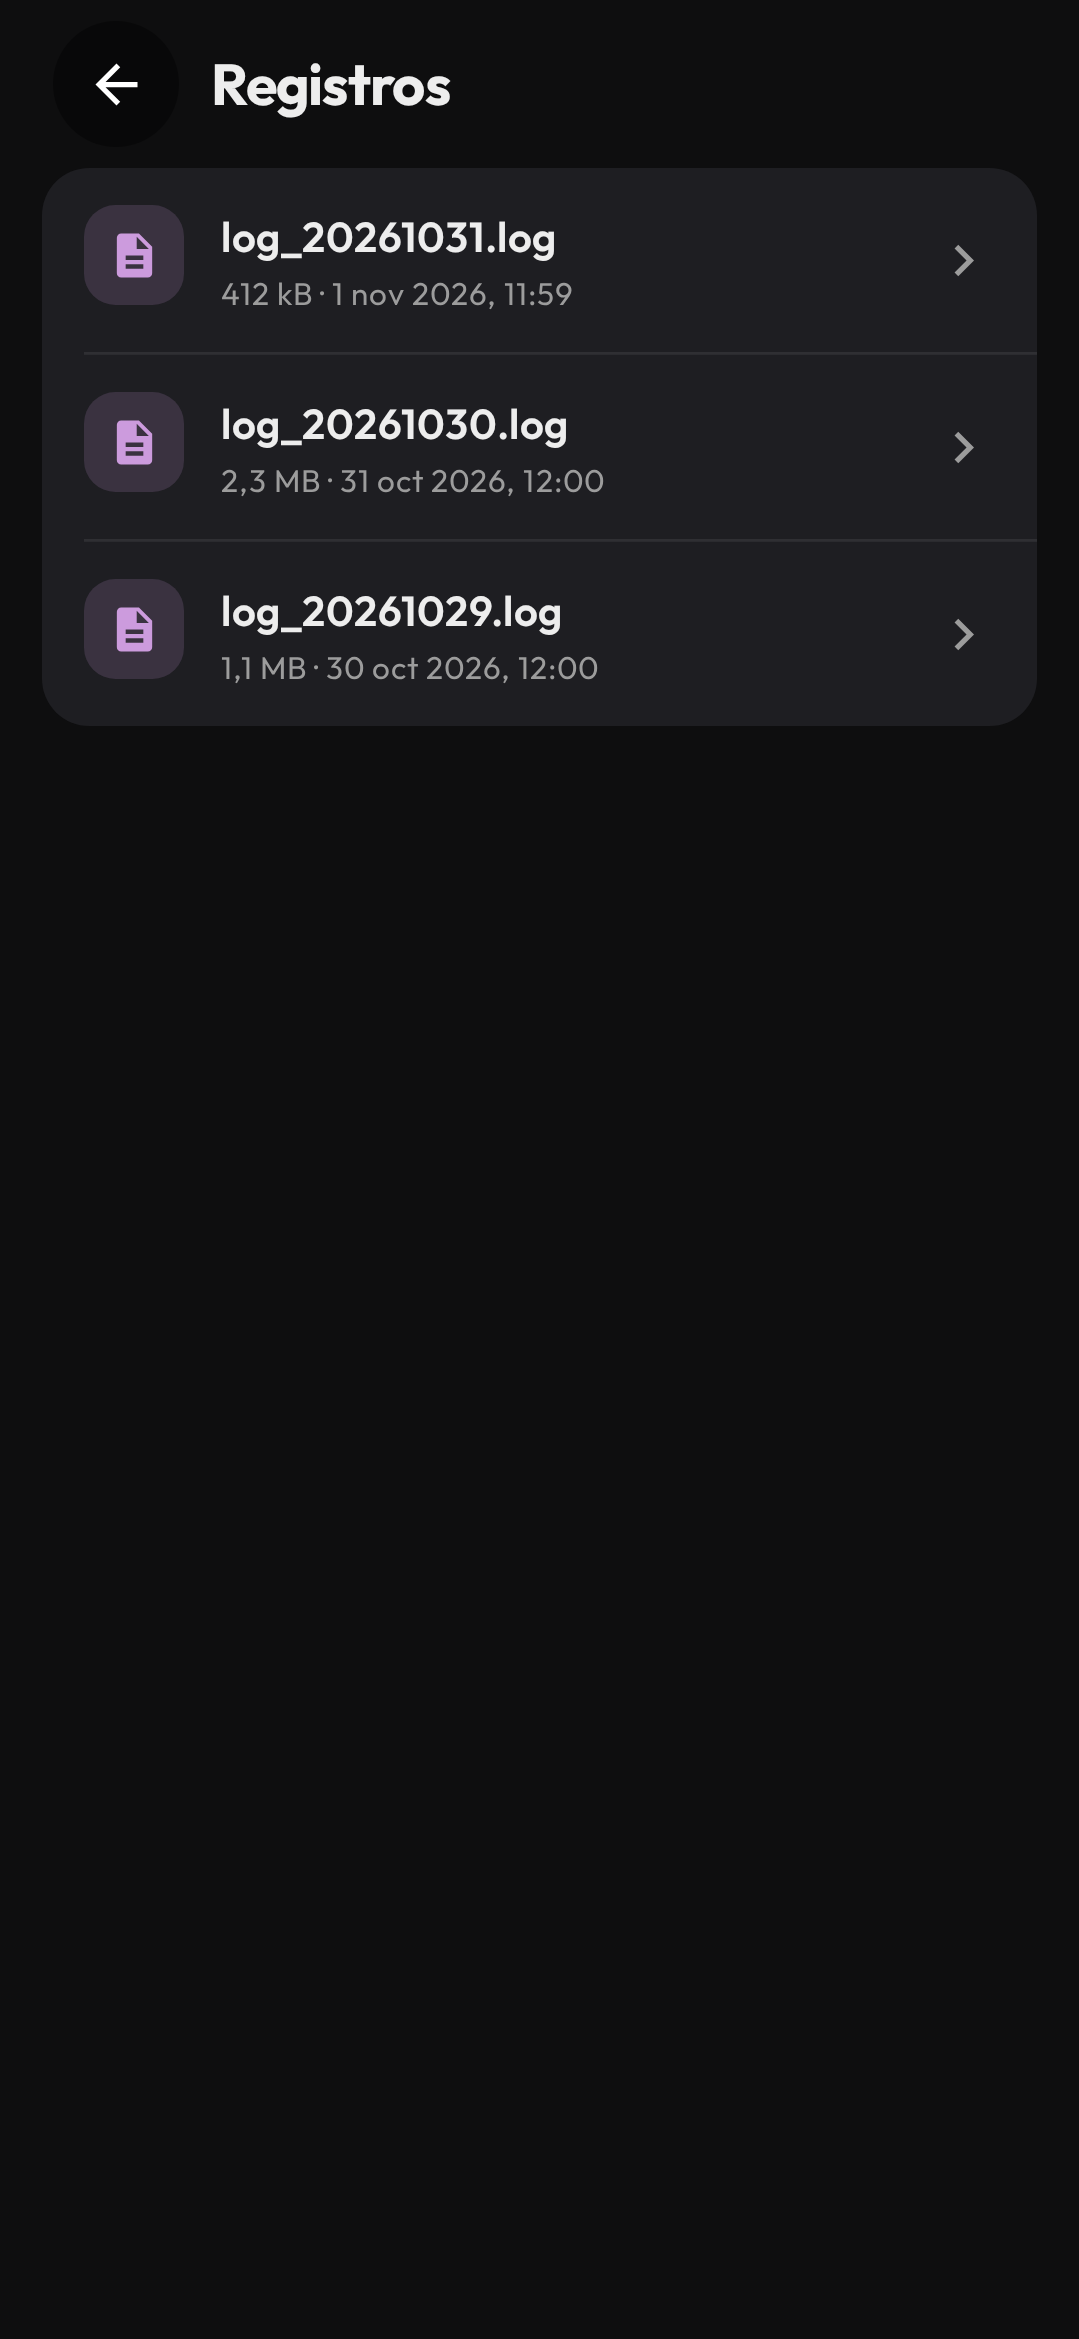 Registros
log_20261031.log
412 kB · 1 nov 2026, 11:59
log_20261030.log
2,3 MB · 31 oct 2026, 12:00
log_20261029.log
1,1 MB · 30 oct 2026, 12:00